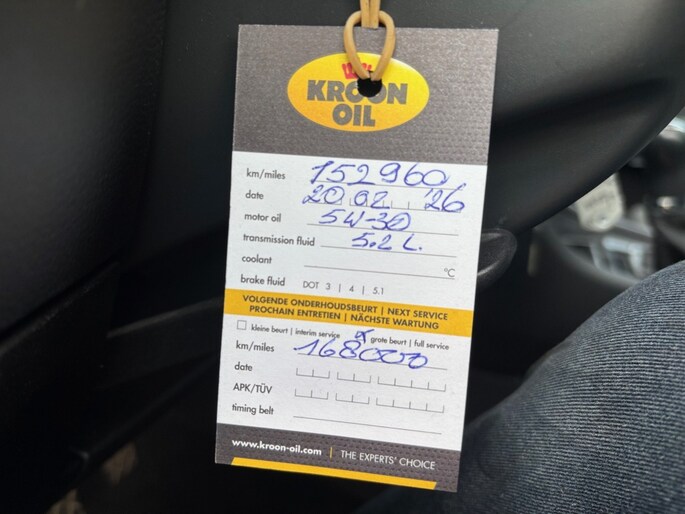 KROON
OIL
km/miles 152960
date 20 02 '26
motor oil 5W-30
transmission fluid 5.2 L.
coolant °C
brake fluid DOT 3 | 4 | 5.1
VOLGENDE ONDERHOUDSBEURT | NEXT SERVICE
PROCHAIN ENTRETIEN | NÄCHSTE WARTUNG
kleine beurt | interim service x grote beurt | full service
km/miles 168000
date
APK/TÜV
timing belt
www.kroon-oil.com | THE EXPERTS' CHOICE